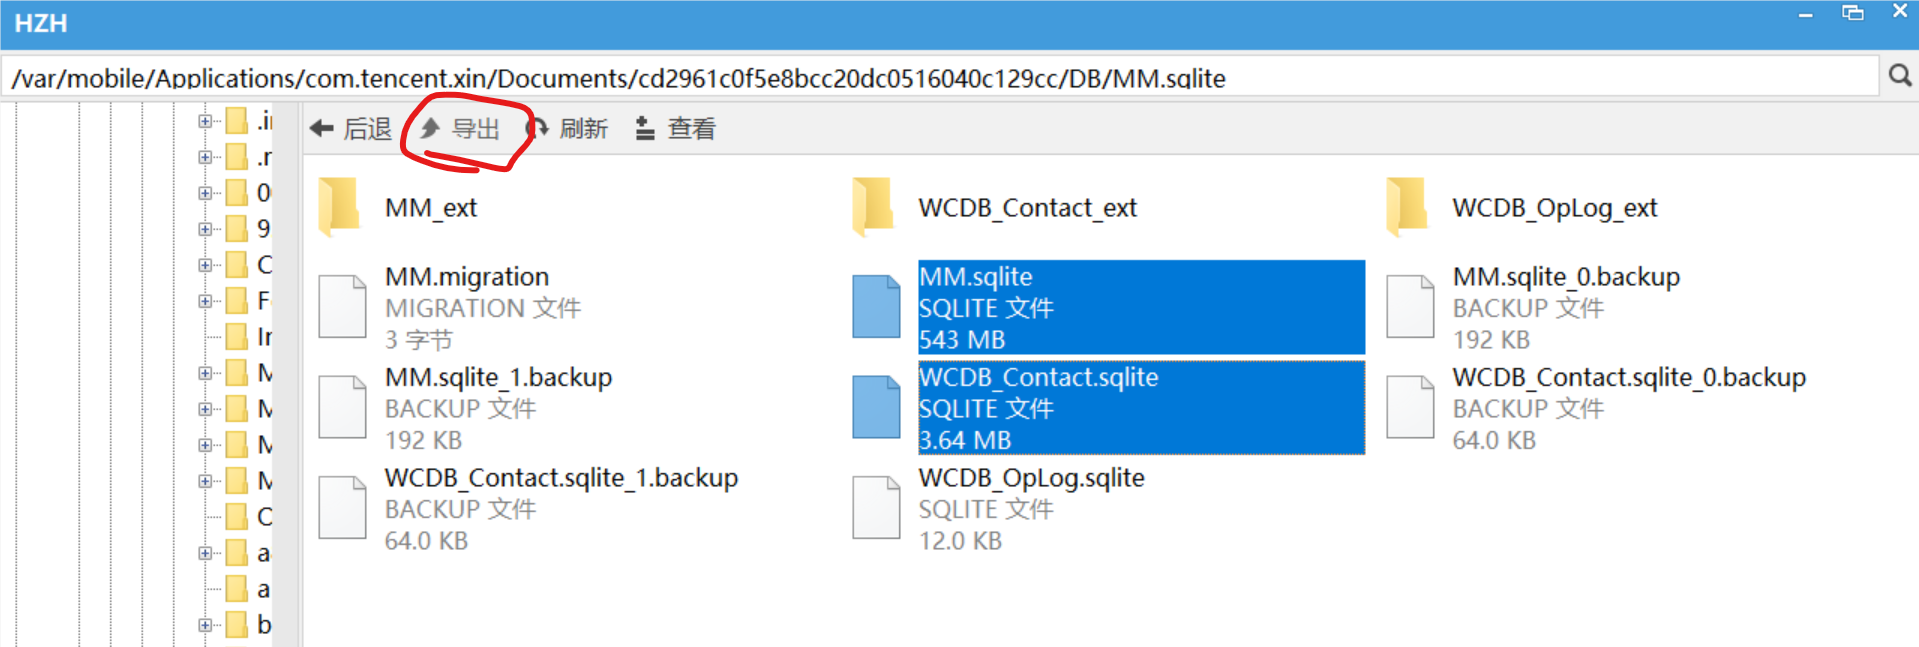 HZH
/var/mobile/Applications/com.tencent.xin/Documents/cd2961c0f5e8bcc20dc0516040c129cc/DB/MM.sqlite
后退 导出 刷新 查看
.r
0
9
C
F
M
M
M
M
C
a
a
b
MM_ext
WCDB_Contact_ext
WCDB_OpLog_ext
MM.migration
MIGRATION 文件
3 字节
MM.sqlite
SQLITE 文件
543 MB
MM.sqlite_0.backup
BACKUP 文件
192 KB
MM.sqlite_1.backup
BACKUP 文件
192 KB
WCDB_Contact.sqlite
SQLITE 文件
3.64 MB
WCDB_Contact.sqlite_0.backup
BACKUP 文件
64.0 KB
WCDB_Contact.sqlite_1.backup
BACKUP 文件
64.0 KB
WCDB_OpLog.sqlite
SQLITE 文件
12.0 KB